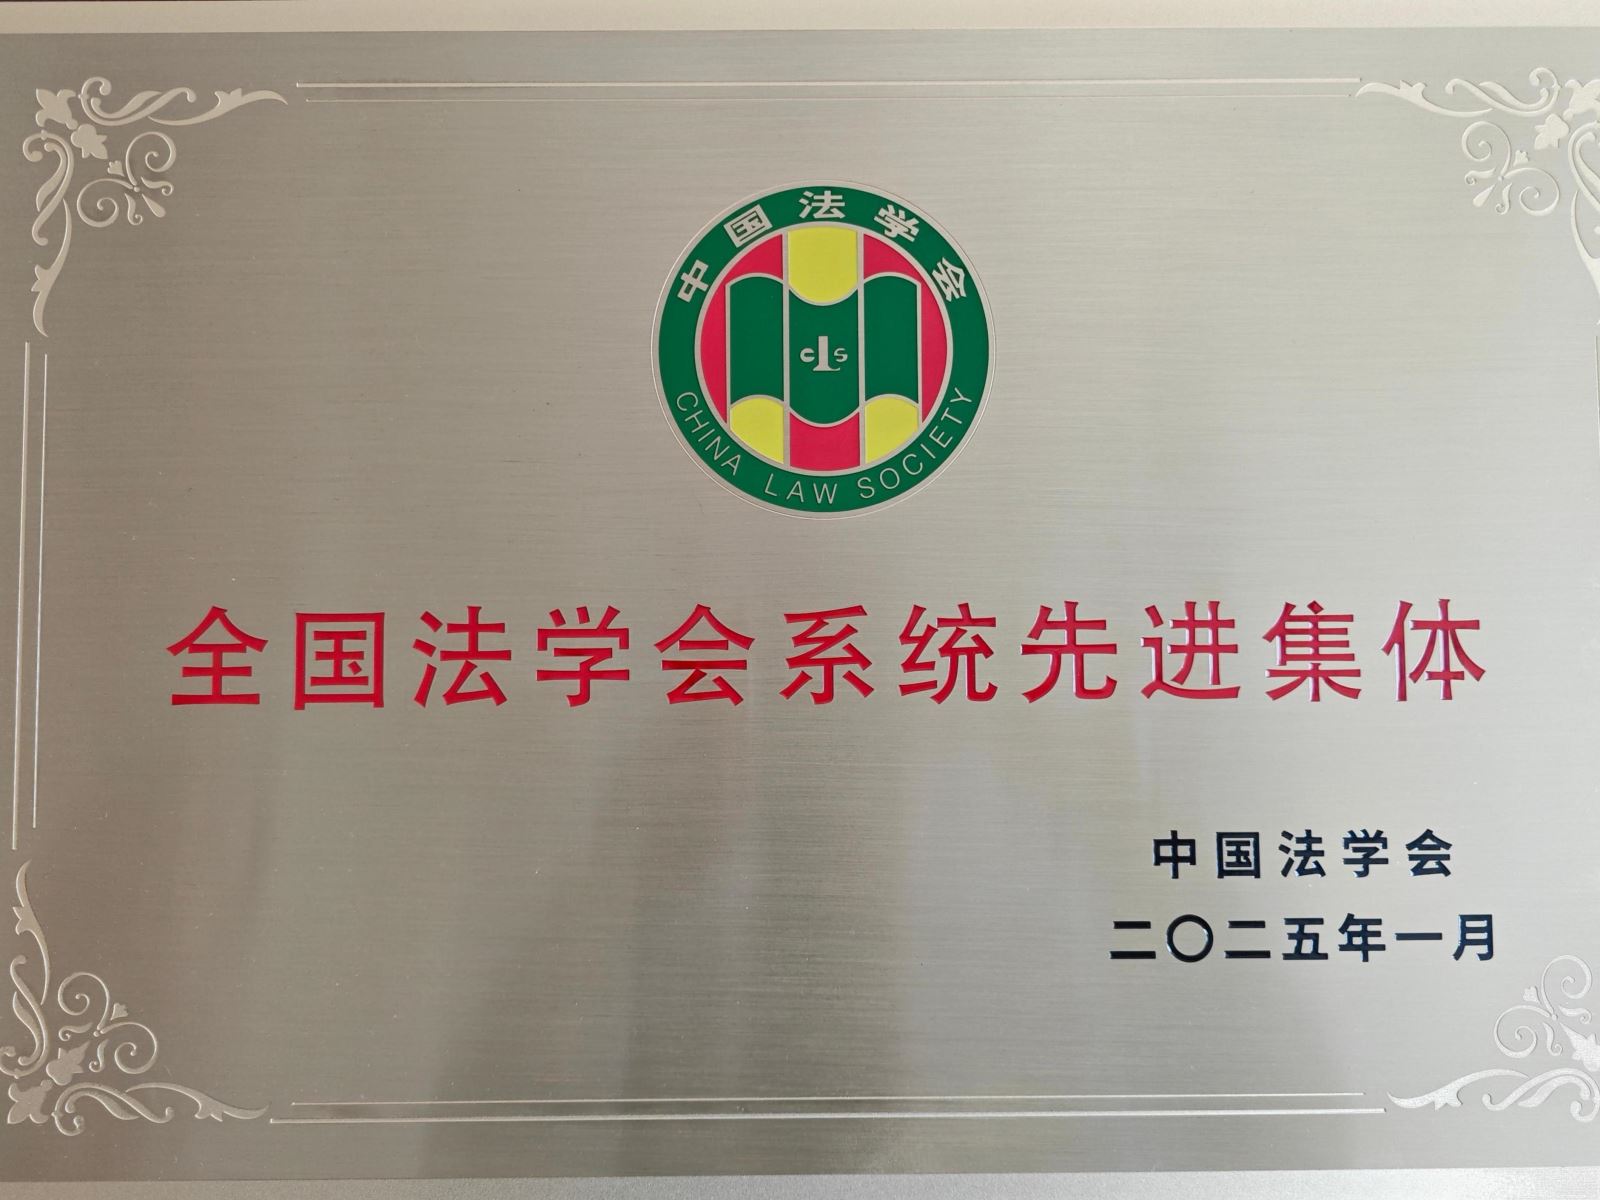 中国法学会
cLs
CHINA LAW SOCIETY
全国法学会系统先进集体
中国法学会
二〇二五年一月